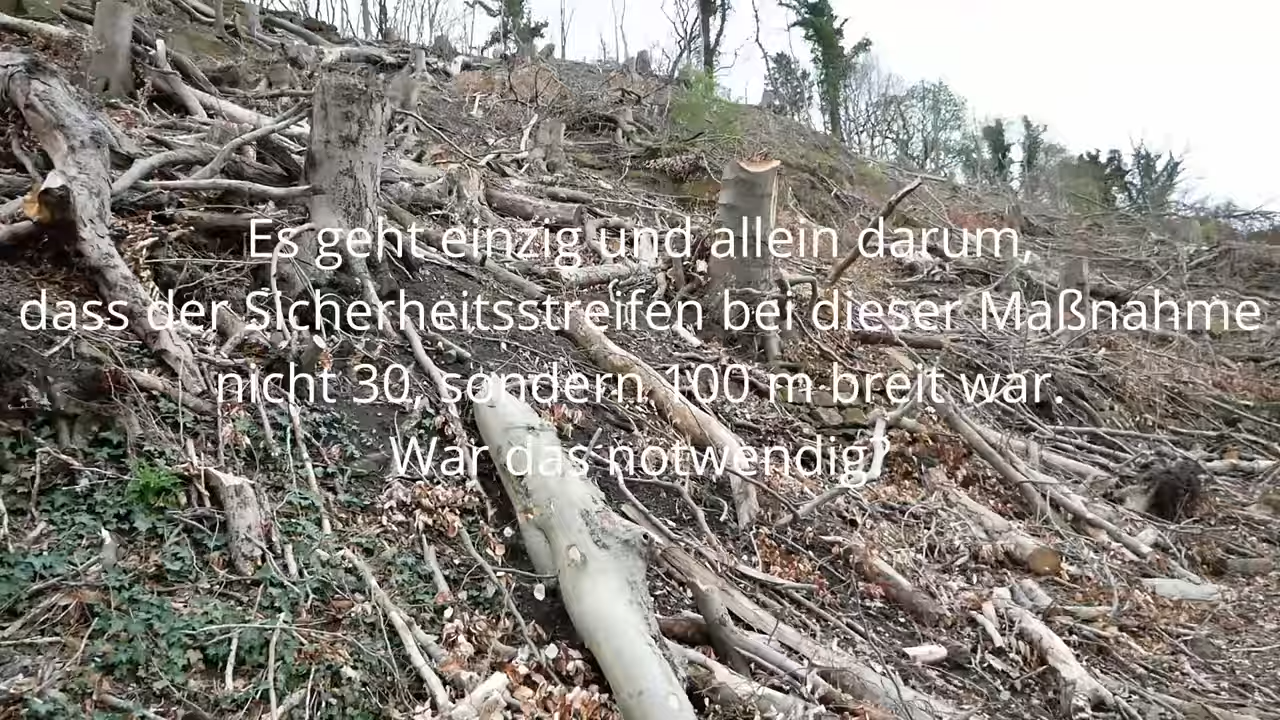 Es geht einzig und allein darum,
dass der Sicherheitsstreifen bei dieser Maßnahme
nicht 30, sondern 100 m breit war.
War das notwendig?